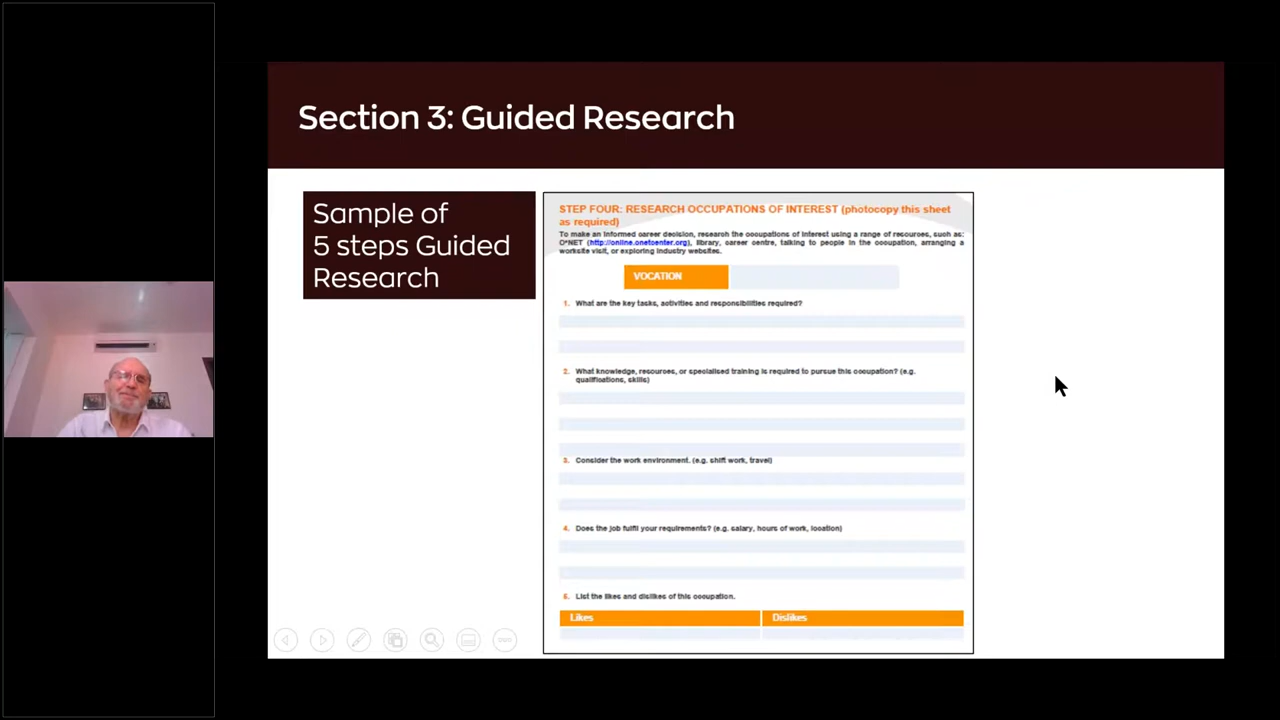 Section 3: Guided Research
Sample of
5 steps Guided
Research
STEP FOUR: RESEARCH OCCUPATIONS OF INTEREST (photocopy this sheet
as required)
To make an informed career decision, research the occupations of interest using a range of resources, such as:
O*NET (http://online.onetcenter.org), library, career centre, talking to people in the occupation, arranging a
worksite visit, or exploring industry websites.
VOCATION
1. What are the key tasks, activities and responsibilities required?
2. What knowledge, resources, or specialised training is required to pursue this occupation? (e.g.
qualifications, skills)
3. Consider the work environment. (e.g. shift work, travel)
4. Does the job fulfil your requirements? (e.g. salary, hours of work, location)
5. List the likes and dislikes of this occupation.
Likes
Dislikes